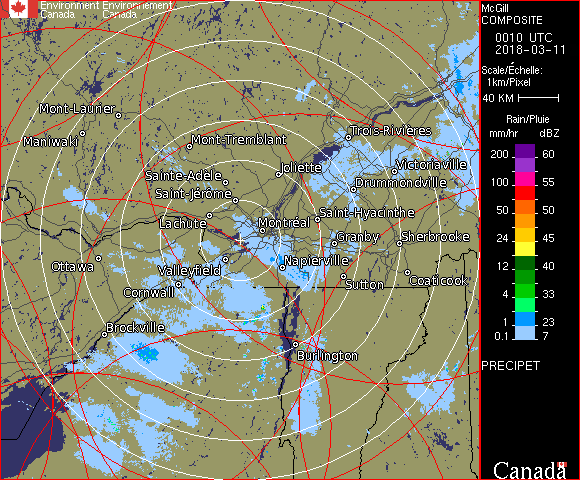 Environment Environnement
Canada Canada
McGill
COMPOSITE
0010 UTC
2018-03-11
Scale/Échelle:
1km/Pixel
40 KM
Rain/Pluie
mm/hr dBZ
200 60
100 55
50 50
24 45
12 40
4 33
1 23
0.1 7
PRECIPET
Canada
Mont-Laurier
Maniwaki
Mont-Tremblant
Trois-Rivières
Joliette
Victoriaville
Sainte-Adèle
Drummondville
Saint-Jérôme
Saint-Hyacinthe
Lachute
Montréal
Granby
Sherbrooke
Ottawa
Valleyfield
Napierville
Sutton
Coaticook
Cornwall
Brockville
Burlington